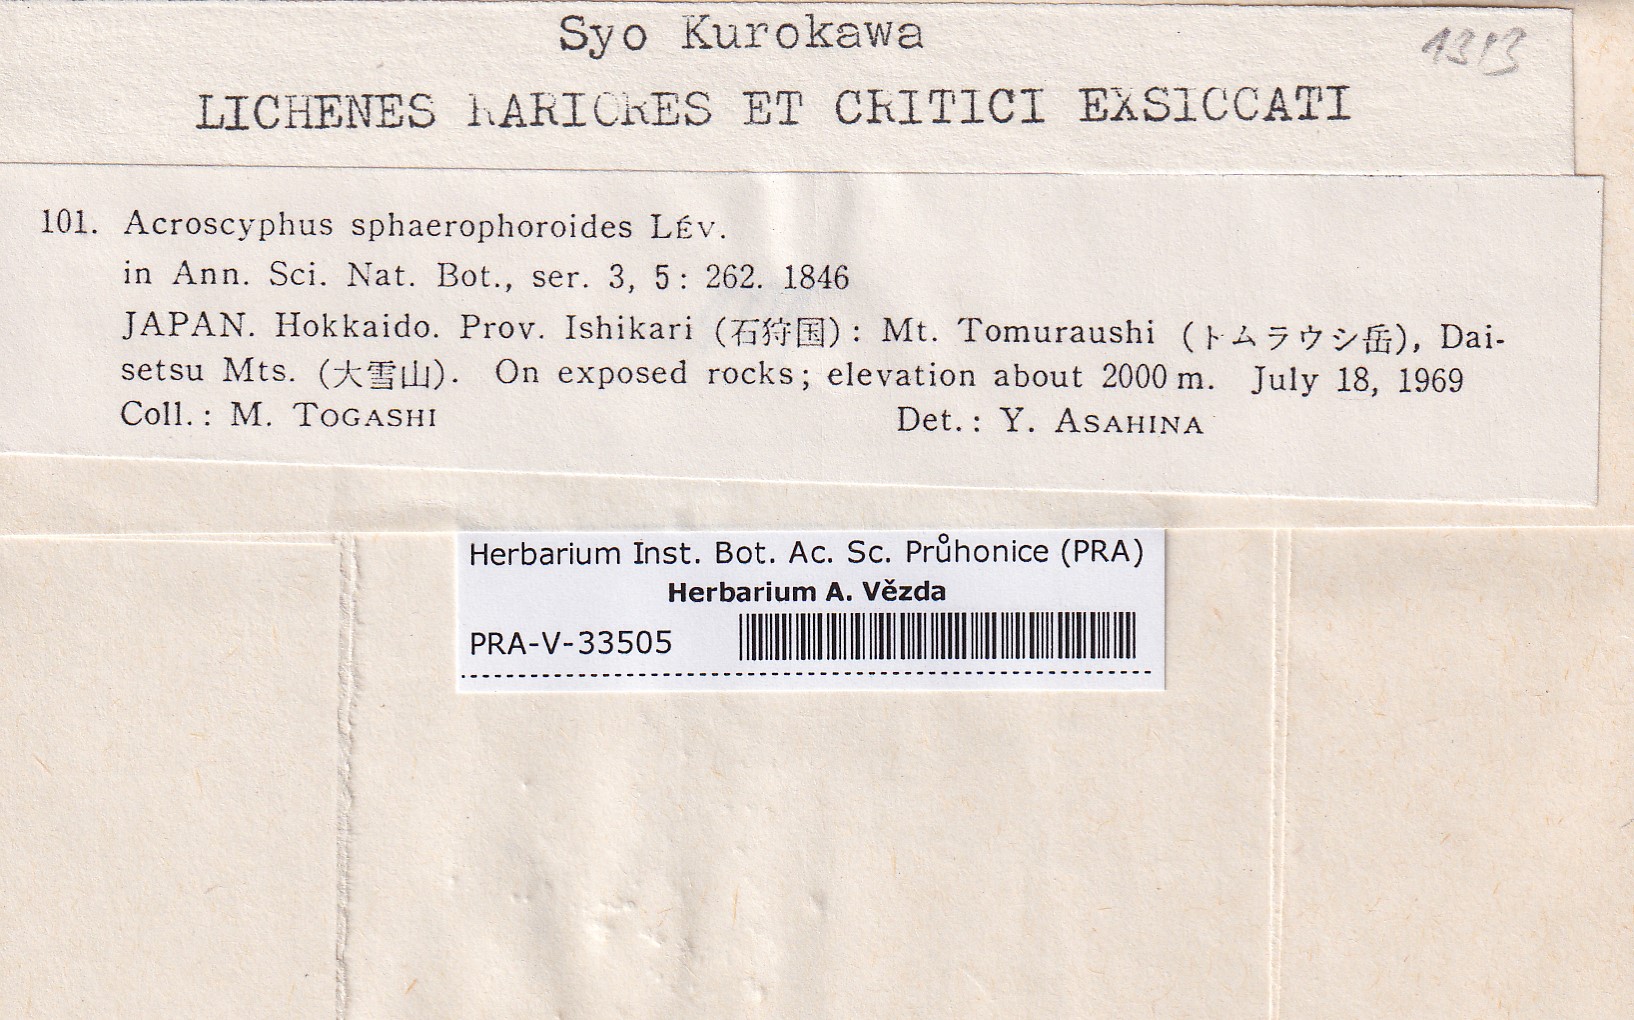 Syo Kurokawa
1313
LICHENES RARIORES ET CRITICI EXSICCATI
101. Acroscyphus sphaerophoroides LÉV.
in Ann. Sci. Nat. Bot., ser. 3, 5: 262. 1846
JAPAN. Hokkaido. Prov. Ishikari (石狩国): Mt. Tomuraushi (トムラウシ岳), Dai-
setsu Mts. (大雪山). On exposed rocks; elevation about 2000 m. July 18, 1969
Coll.: M. TOGASHI Det.: Y. ASAHINA
Herbarium Inst. Bot. Ac. Sc. Průhonice (PRA)
Herbarium A. Vězda
PRA-V-33505